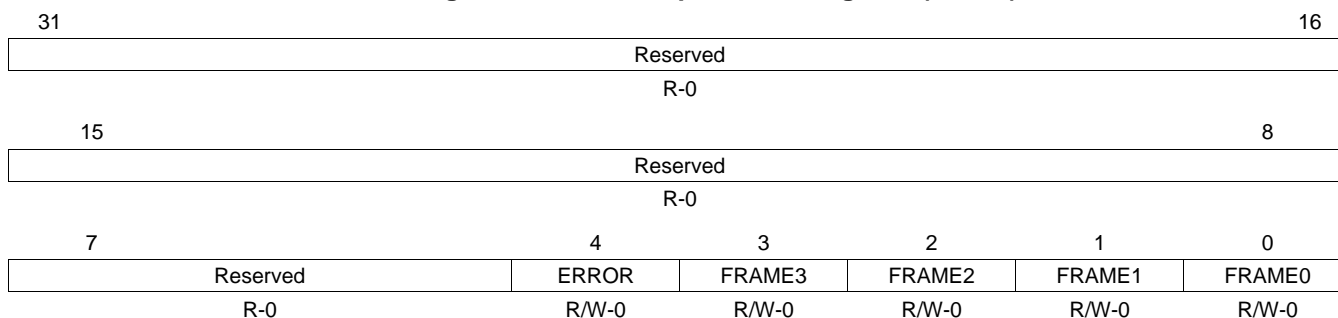 31 16
Reserved
R-0
15 8
Reserved
R-0
7 4 3 2 1 0
Reserved ERROR FRAME3 FRAME2 FRAME1 FRAME0
R-0 R/W-0 R/W-0 R/W-0 R/W-0 R/W-0